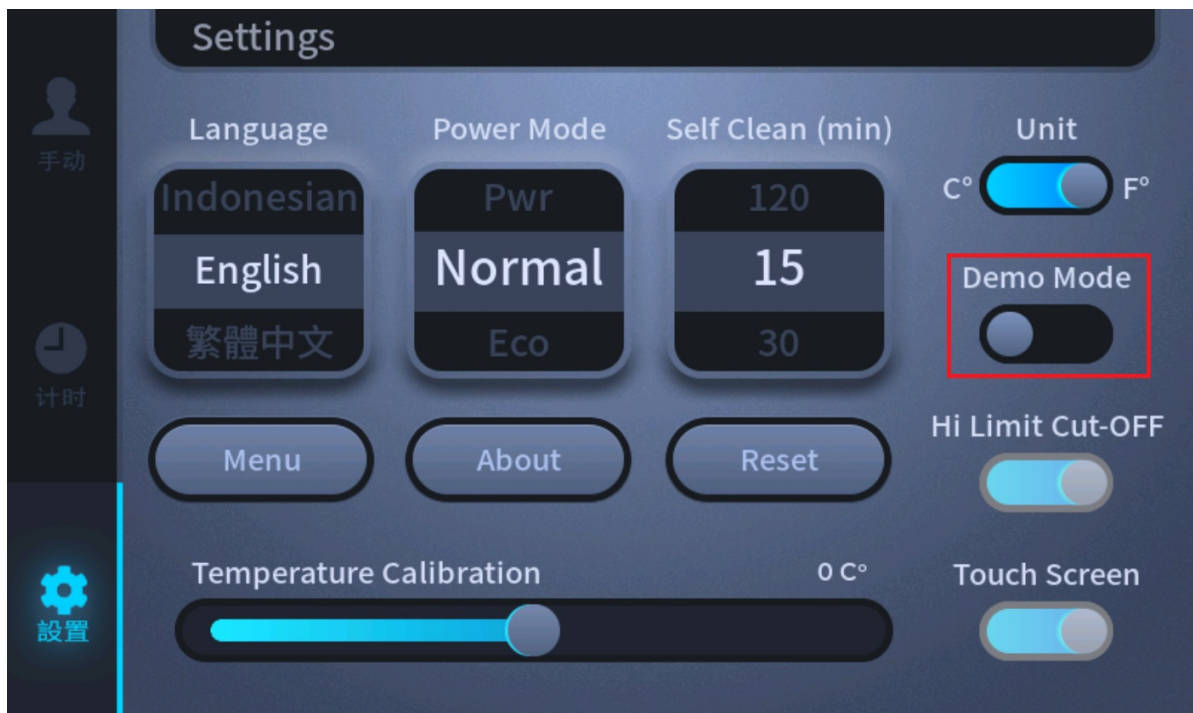 Settings
手动
计时
設置
Language
Indonesian
English
繁體中文
Power Mode
Pwr
Normal
Eco
Self Clean (min)
120
15
30
Unit
C° F°
Demo Mode
Menu
About
Reset
Hi Limit Cut-OFF
Temperature Calibration 0 C°
Touch Screen